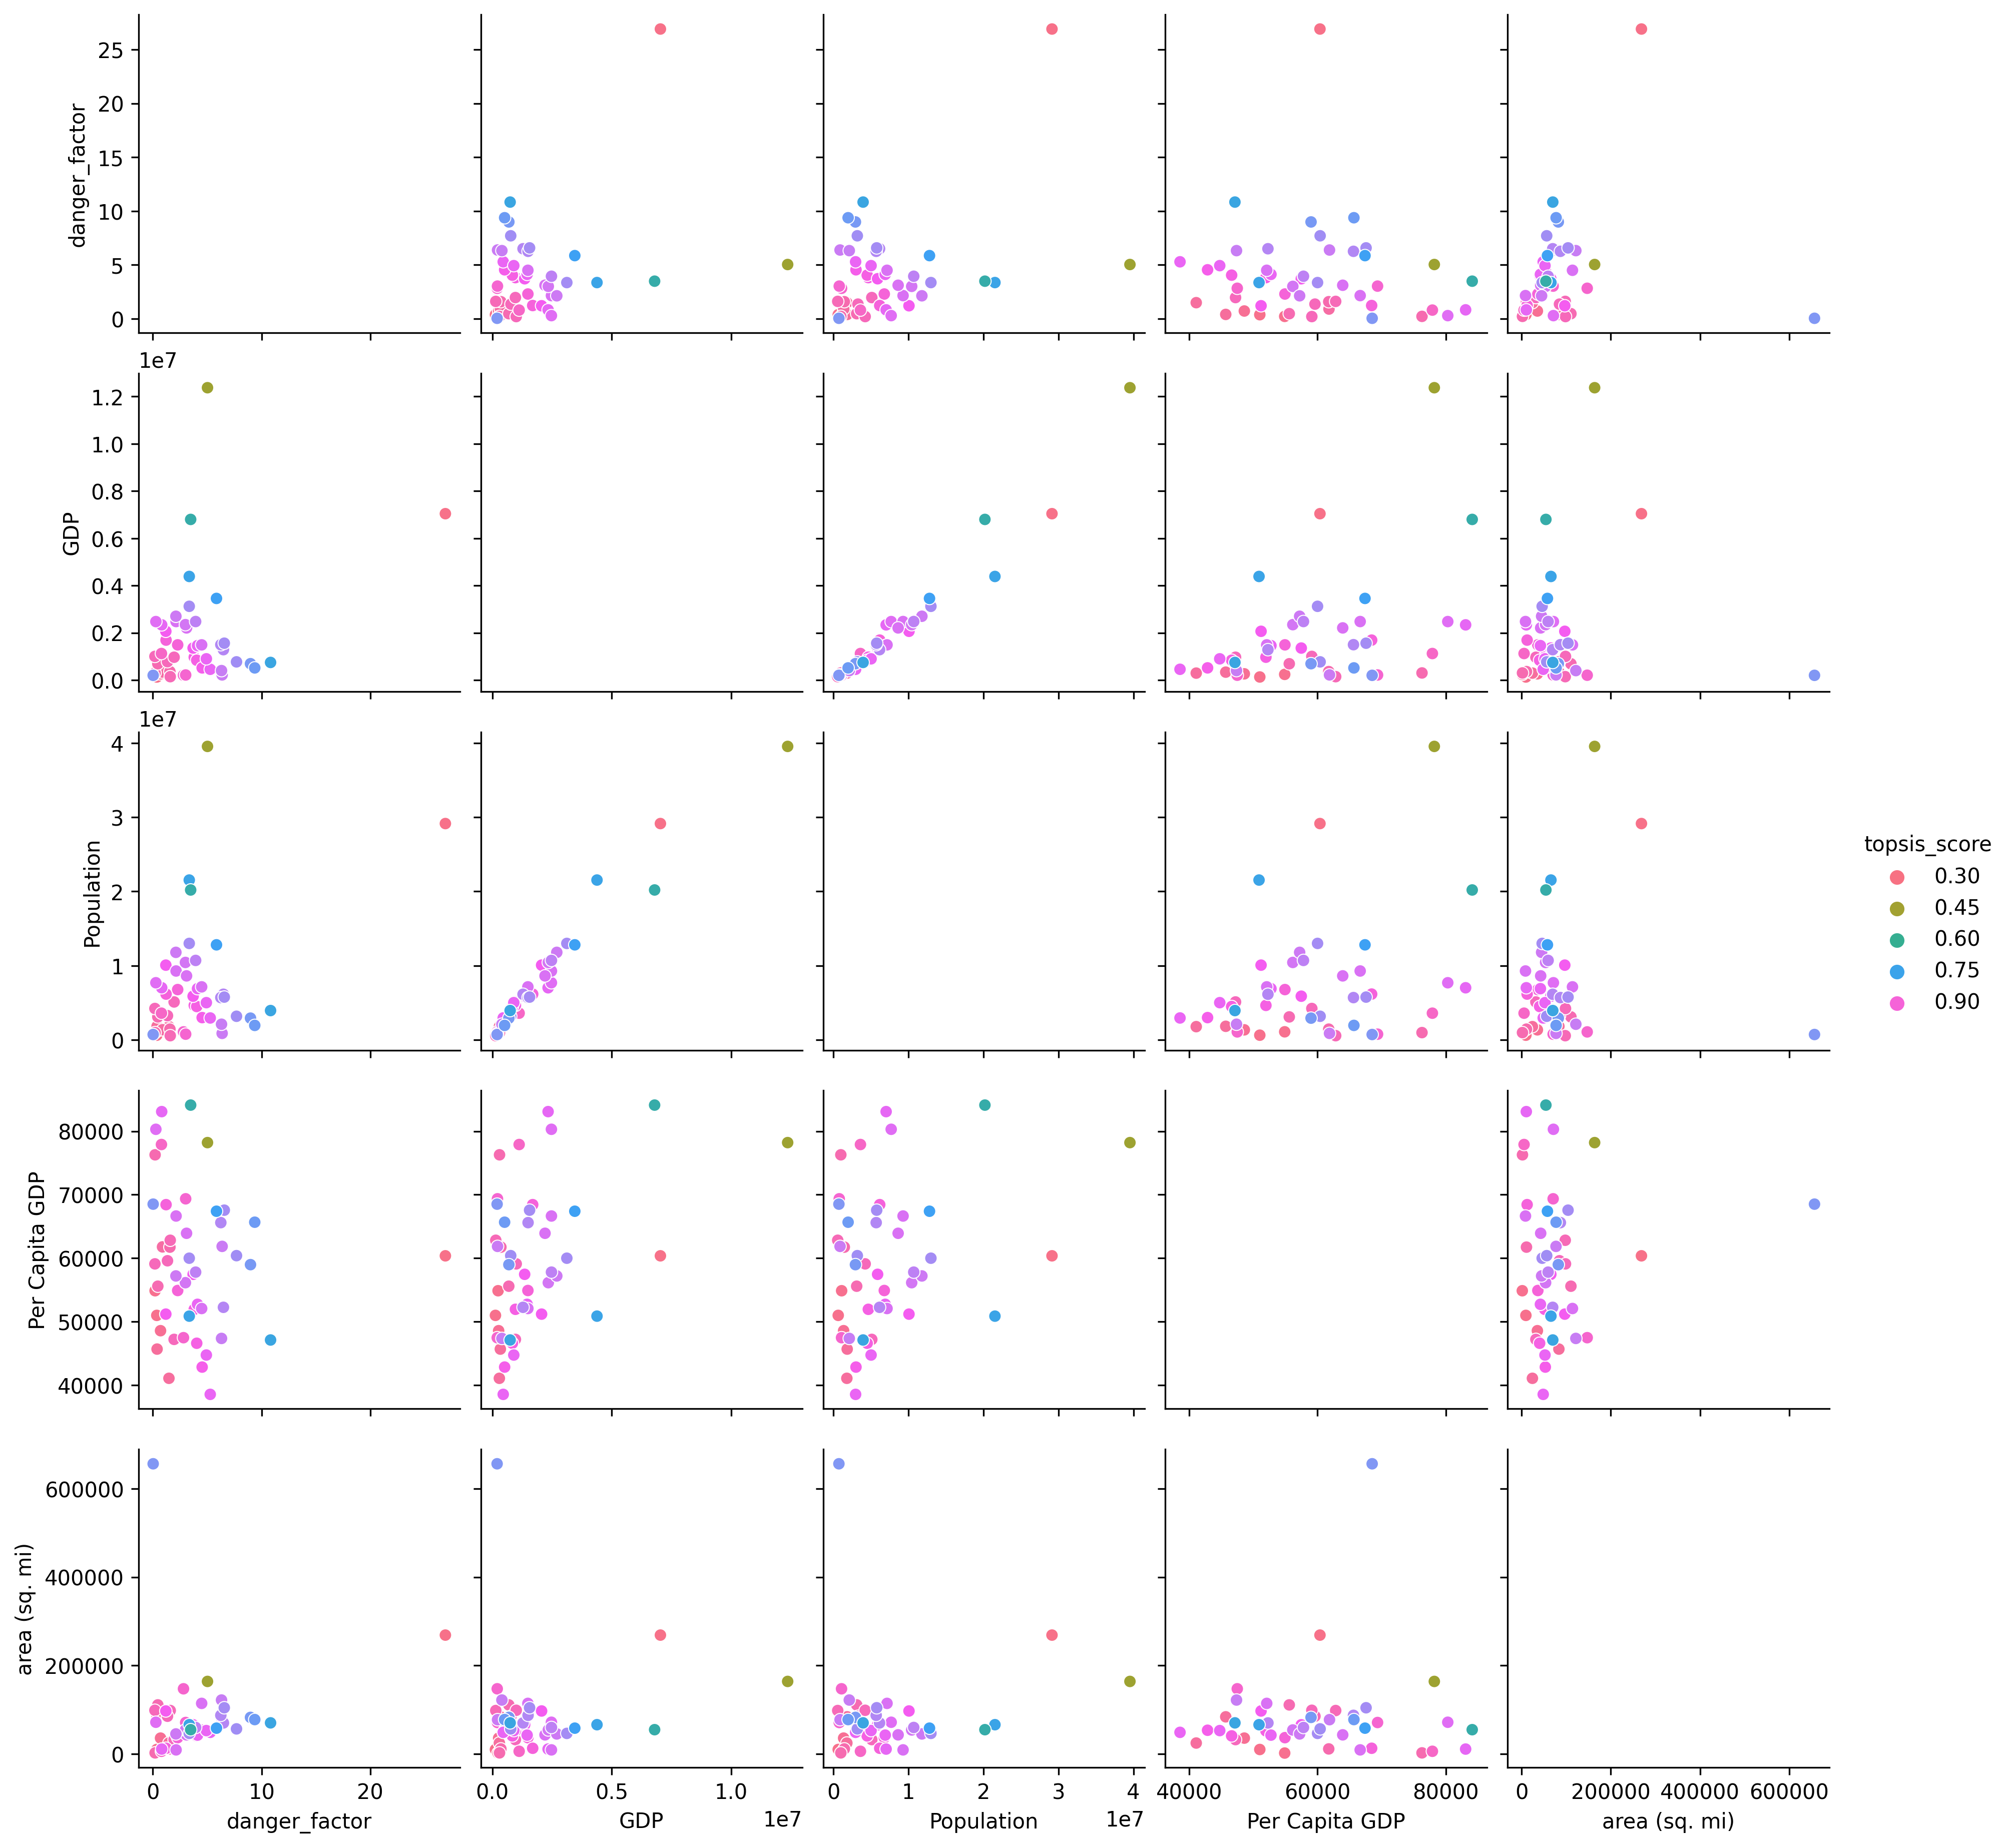 25
20
15
10
5
0
danger_factor
1e7
1.2
1.0
0.8
0.6
0.4
0.2
0.0
GDP
1e7
4
3
2
1
0
Population
topsis_score
0.30
0.45
0.60
0.75
0.90
80000
70000
60000
50000
40000
Per Capita GDP
600000
400000
200000
0
area (sq. mi)
0 10 20
danger_factor
0.0 0.5 1.0
1e7
GDP
0 1 2 3 4
1e7
Population
40000 60000 80000
Per Capita GDP
0 200000 400000 600000
area (sq. mi)